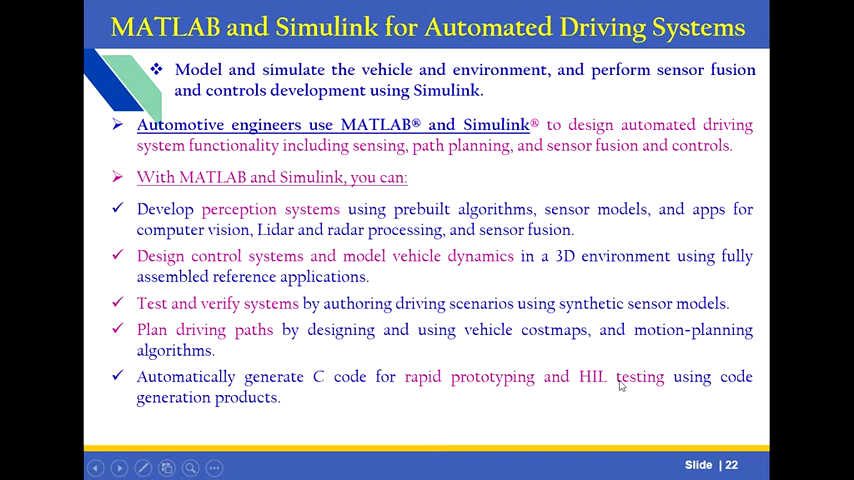 MATLAB and Simulink for Automated Driving Systems
❖ Model and simulate the vehicle and environment, and perform sensor fusion
and controls development using Simulink.
➢ Automotive engineers use MATLAB® and Simulink® to design automated driving
system functionality including sensing, path planning, and sensor fusion and controls.
➢ With MATLAB and Simulink, you can:
✓ Develop perception systems using prebuilt algorithms, sensor models, and apps for
computer vision, Lidar and radar processing, and sensor fusion.
✓ Design control systems and model vehicle dynamics in a 3D environment using fully
assembled reference applications.
✓ Test and verify systems by authoring driving scenarios using synthetic sensor models.
✓ Plan driving paths by designing and using vehicle costmaps, and motion-planning
algorithms.
✓ Automatically generate C code for rapid prototyping and HIL testing using code
generation products.
Slide | 22